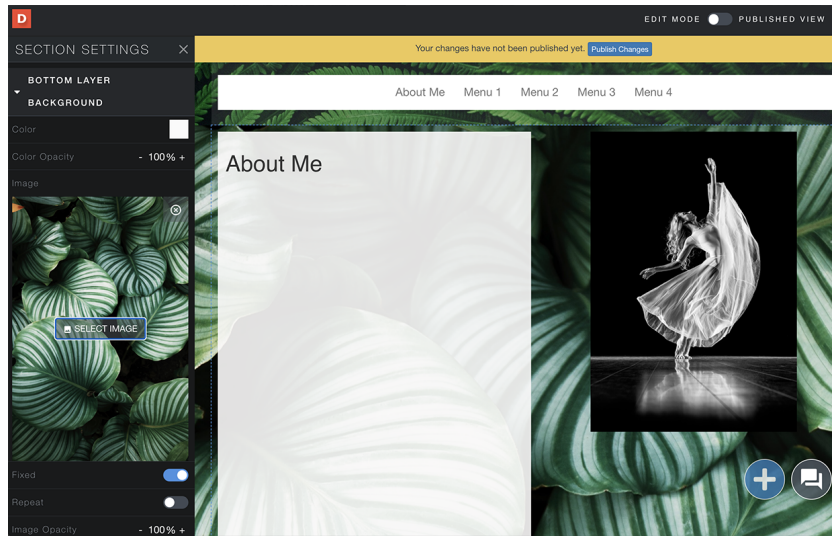 D
EDIT MODE PUBLISHED VIEW
SECTION SETTINGS
Your changes have not been published yet. Publish Changes
BOTTOM LAYER
BACKGROUND
About Me Menu 1 Menu 2 Menu 3 Menu 4
Color
Color Opacity - 100% +
Image
About Me
SELECT IMAGE
Fixed
Repeat
Image Opacity - 100% +